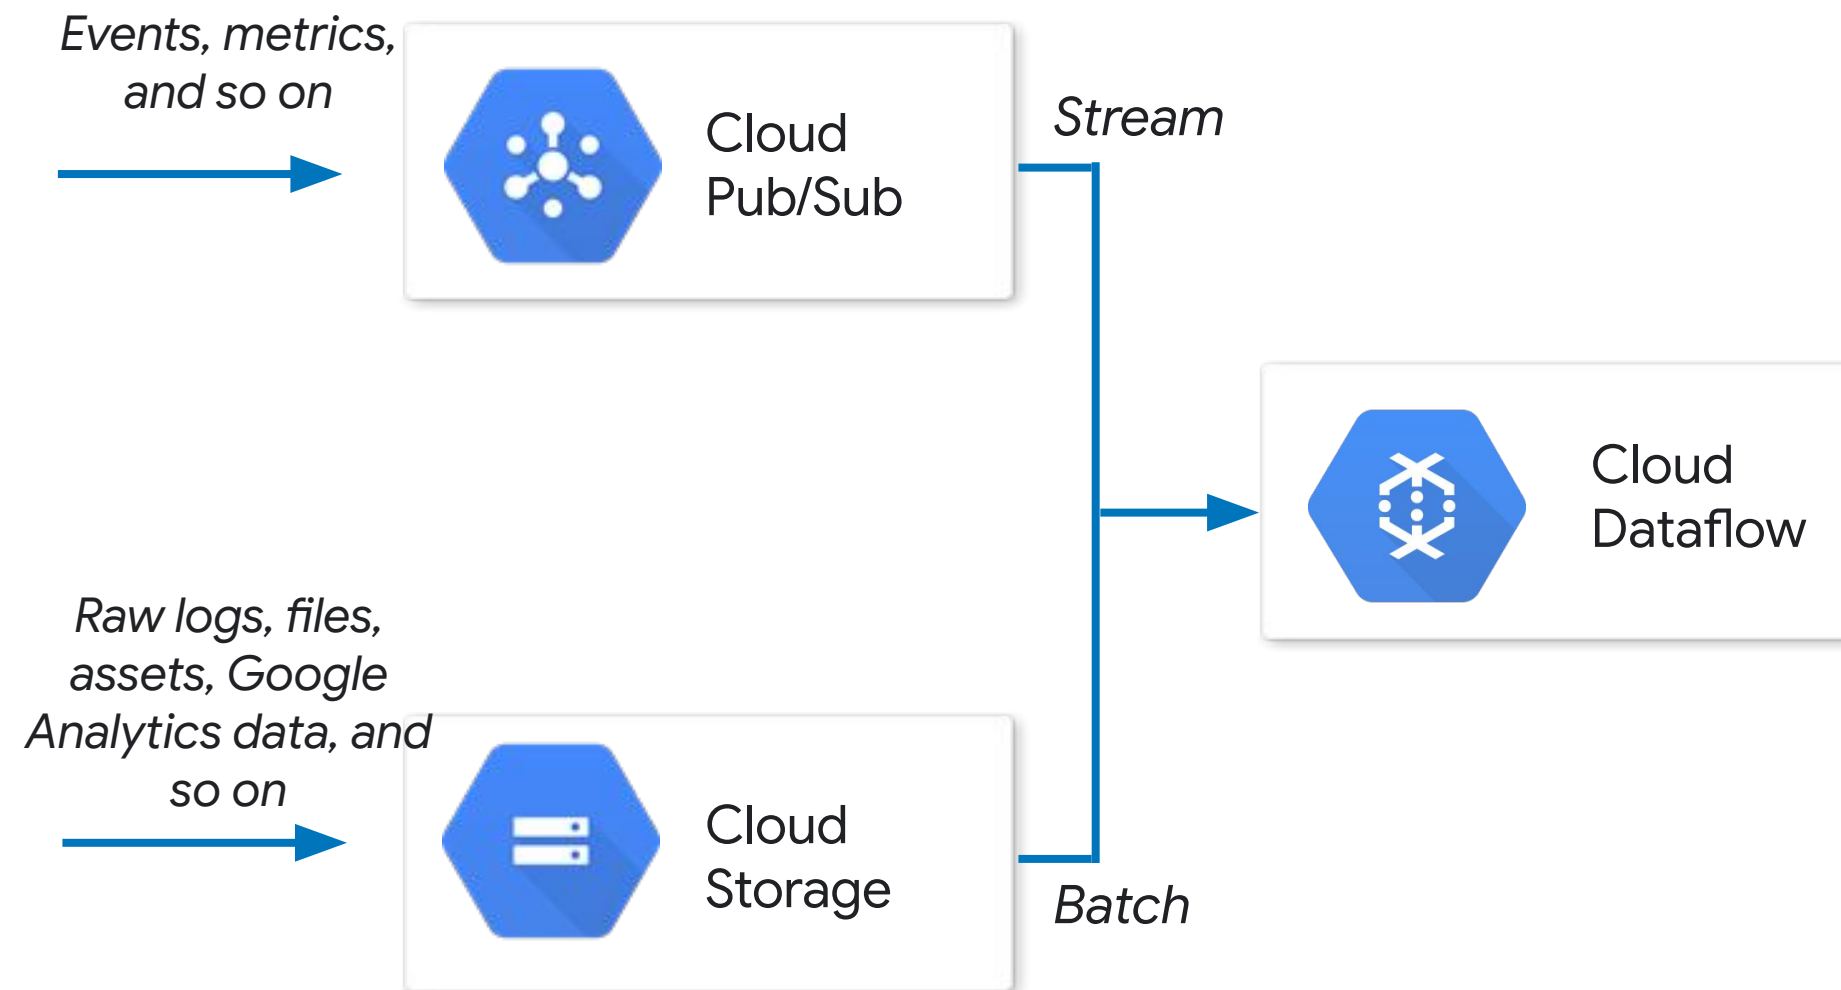 Events, metrics,
and so on
Cloud
Pub/Sub
Stream
Cloud
Dataflow
Raw logs, files,
assets, Google
Analytics data, and
so on
Cloud
Storage
Batch